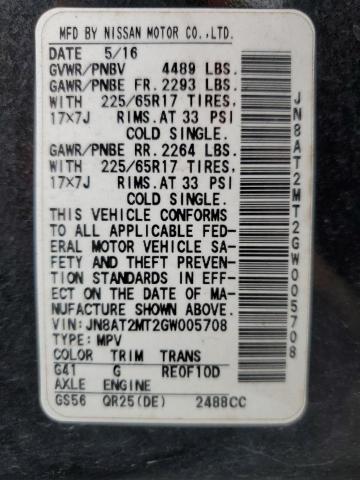 MFD BY NISSAN MOTOR CO.,LTD.
DATE 5/16
GVWR/PNBV 4489 LBS.
GAWR/PNBE FR. 2293 LBS.
WITH 225/65R17 TIRES,
17×7J RIMS.AT 33 PSI
COLD SINGLE.
GAWR/PNBE RR. 2264 LBS.
WITH 225/65R17 TIRES,
17×7J RIMS.AT 33 PSI
COLD SINGLE.
THIS VEHICLE CONFORMS
TO ALL APPLICABLE FED-
ERAL MOTOR VEHICLE SA-
FETY AND THEFT PREVEN-
TION STANDARDS IN EFF-
ECT ON THE DATE OF MA-
NUFACTURE SHOWN ABOVE.
VIN:JN8AT2MT2GW005708
TYPE:MPV
COLOR TRIM TRANS
G41 G RE0F10D
AXLE ENGINE
GS56 QR25(DE) 2488CC
JN8AT2MT2GW005708